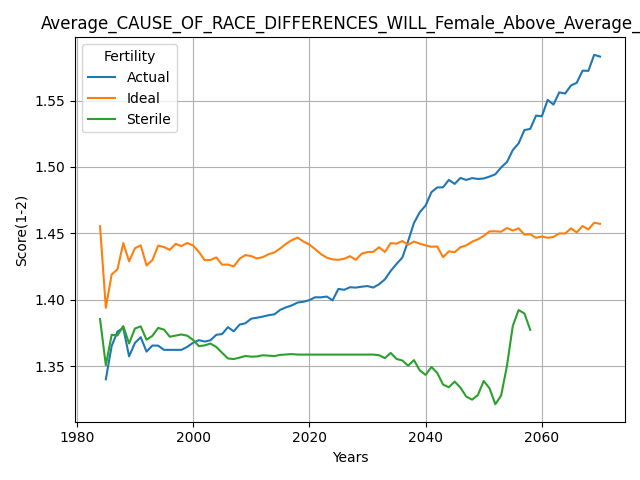 Average_CAUSE_OF_RACE_DIFFERENCES_WILL_Female_Above_Average_
Fertility
Actual
Ideal
Sterile
Score(1-2)
1.55
1.50
1.45
1.40
1.35
1980 2000 2020 2040 2060
Years